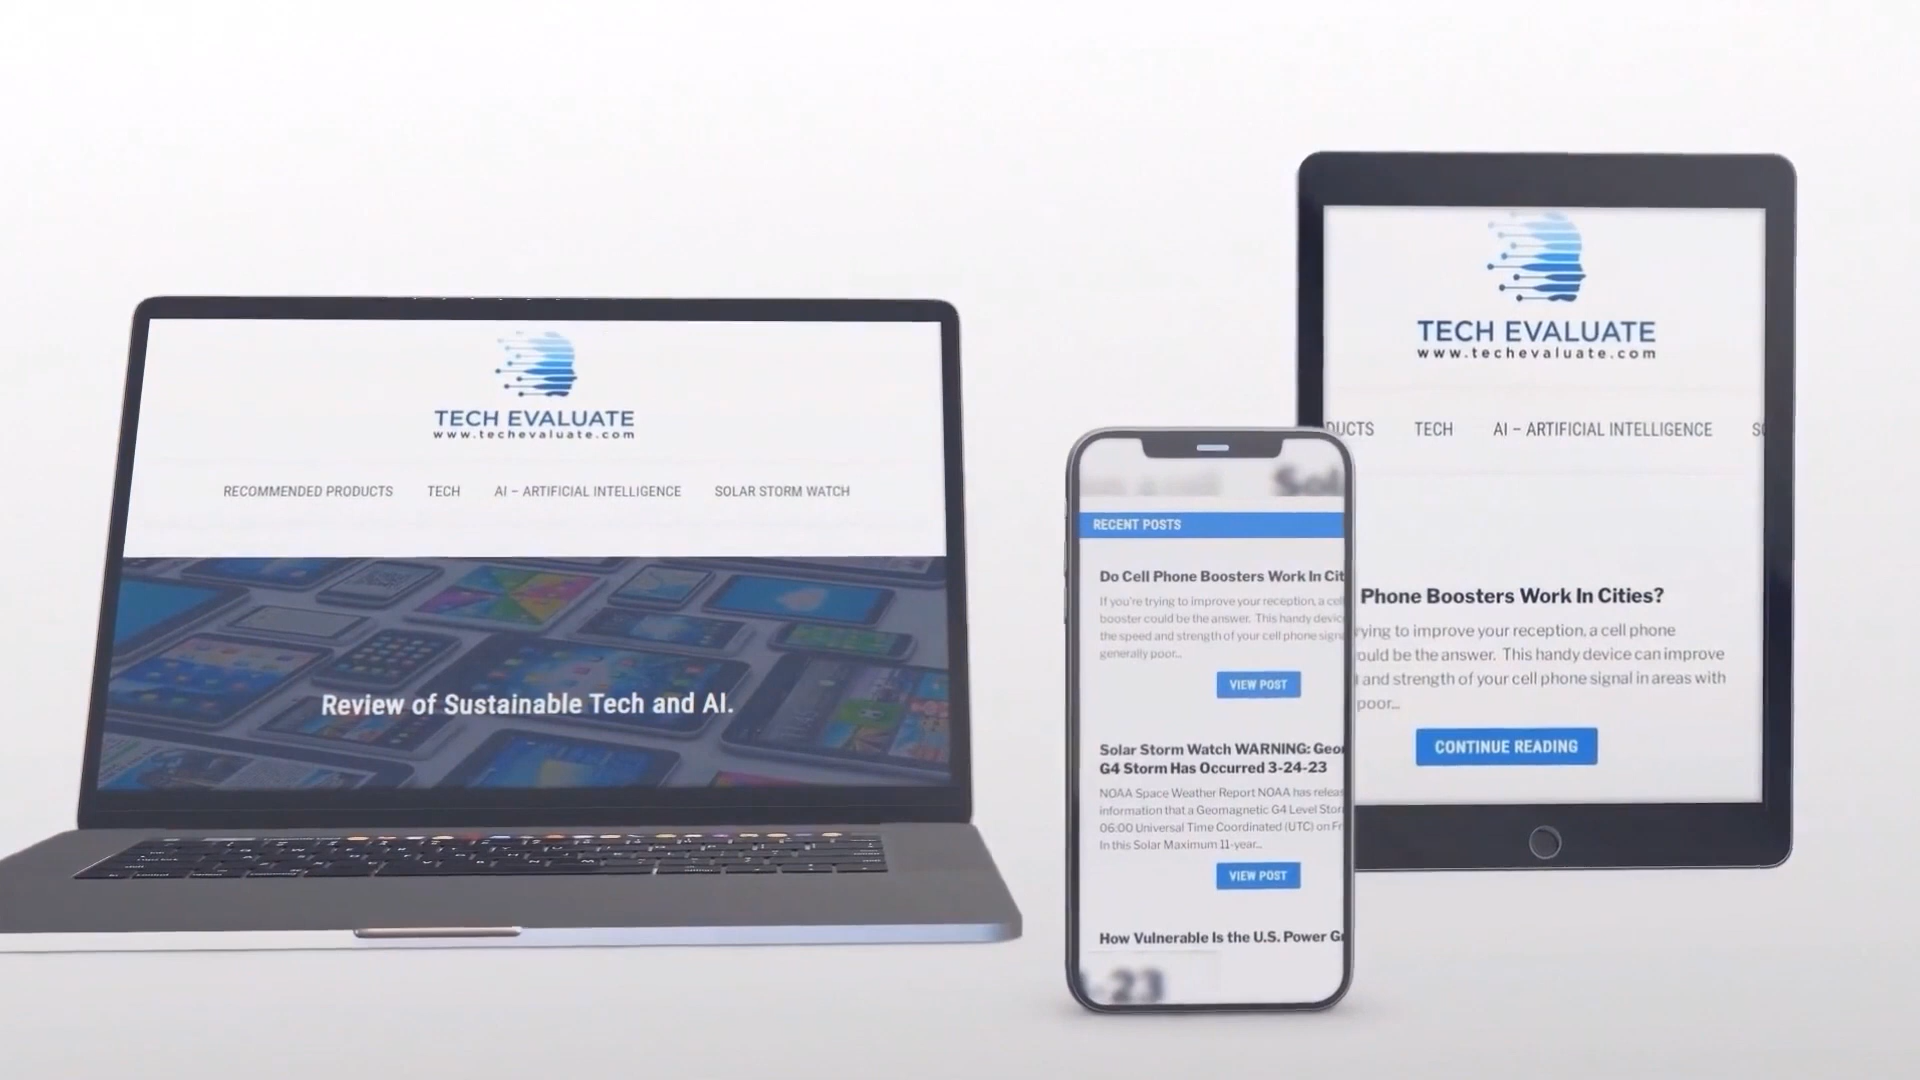 TECH EVALUATE
www.techevaluate.com
RECOMMENDED PRODUCTS TECH AI – ARTIFICIAL INTELLIGENCE SOLAR STORM WATCH
Review of Sustainable Tech and AI.
Sol
RECENT POSTS
Do Cell Phone Boosters Work In Cit
If you're trying to improve your reception, a cell
booster could be the answer. This handy devic
the speed and strength of your cell phone signa
generally poor...
VIEW POST
Solar Storm Watch WARNING: Geo
G4 Storm Has Occurred 3-24-23
NOAA Space Weather Report NOAA has releas
information that a Geomagnetic G4 Level Stor
06:00 Universal Time Coordinated (UTC) on Fr
In this Solar Maximum 11-year...
VIEW POST
How Vulnerable Is the U.S. Power Gr
-23
TECH EVALUATE
www.techevaluate.com
DUCTS TECH AI – ARTIFICIAL INTELLIGENCE
Phone Boosters Work In Cities?
rying to improve your reception, a cell phone
ould be the answer. This handy device can improve
and strength of your cell phone signal in areas with
poor...
CONTINUE READING